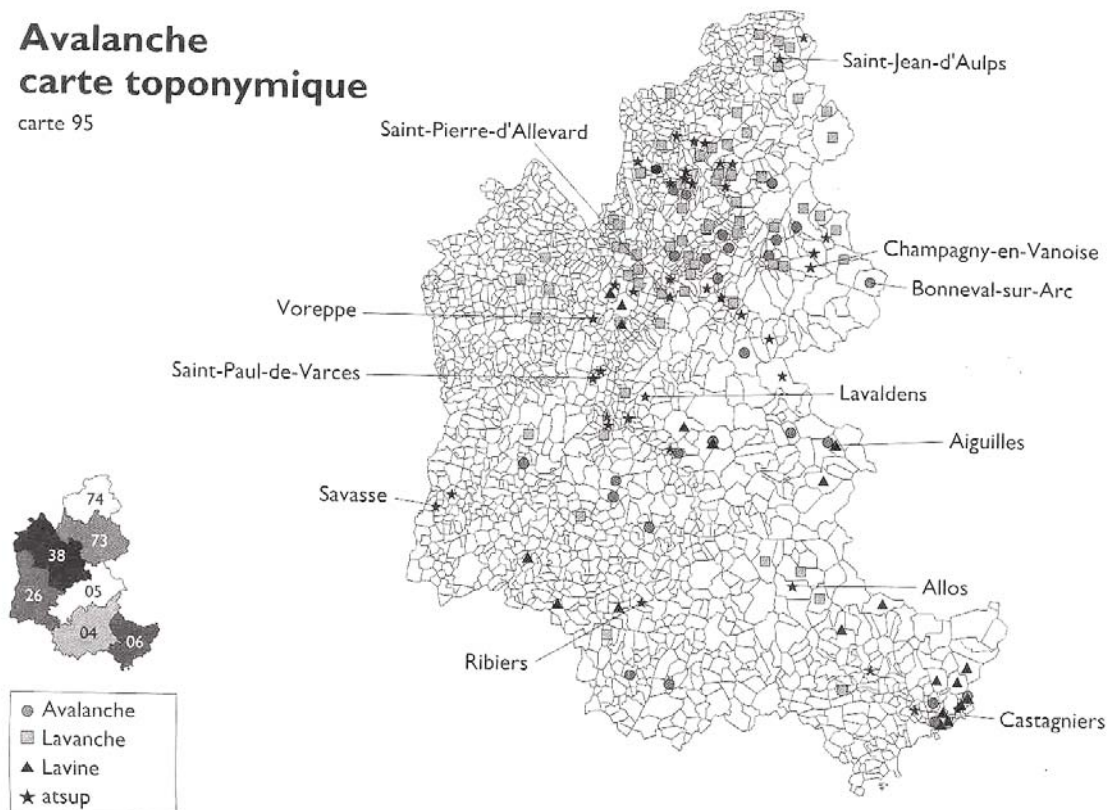 Avalanche
carte toponymique
carte 95
Saint-Jean-d'Aulps
Saint-Pierre-d'Allevard
Champagny-en-Vanoise
Bonneval-sur-Arc
Voreppe
Saint-Paul-de-Varces
Lavaldens
Aiguilles
Savasse
Allos
Ribiers
Castagniers
74
73
38
05
26
04
06
Avalanche
Lavanche
Lavine
atsup